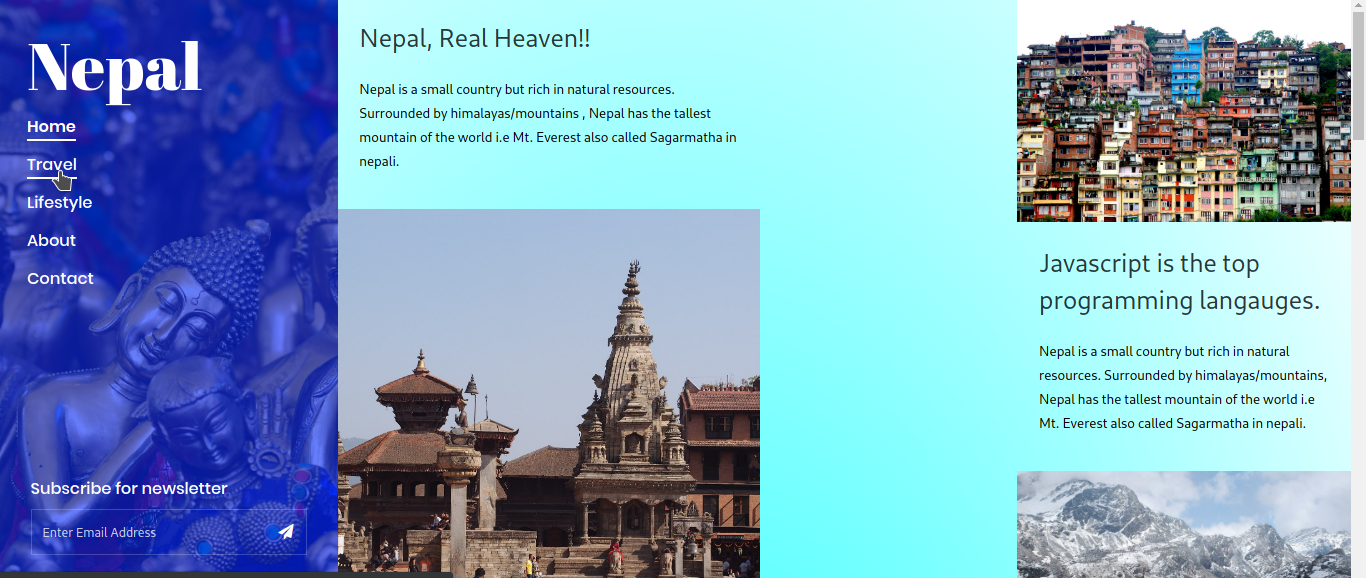 Nepal
Home
Travel
Lifestyle
About
Contact
Subscribe for newsletter
Enter Email Address
Nepal, Real Heaven!!
Nepal is a small country but rich in natural resources.
Surrounded by himalayas/mountains , Nepal has the tallest
mountain of the world i.e Mt. Everest also called Sagarmatha in
nepali.
Javascript is the top
programming langauges.
Nepal is a small country but rich in natural
resources. Surrounded by himalayas/mountains,
Nepal has the tallest mountain of the world i.e
Mt. Everest also called Sagarmatha in nepali.